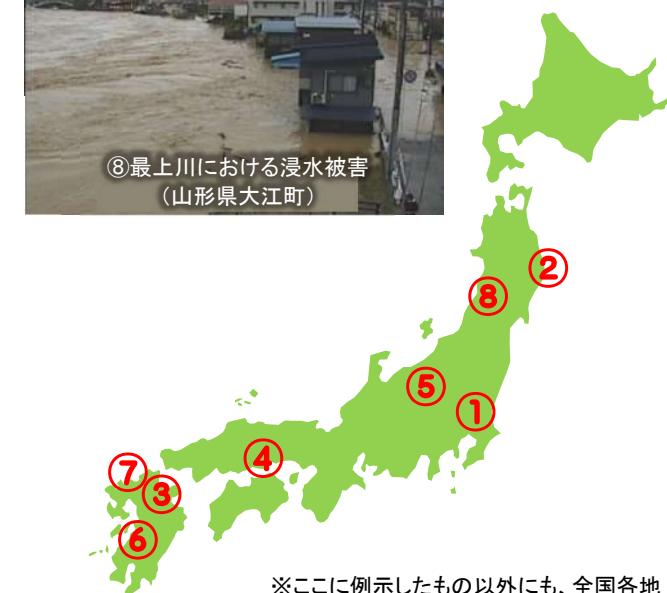 ⑧最上川における浸水被害
（山形県大江町）
②
⑧
⑤
①
④
⑦
③
⑥
※ここに例示したもの以外にも、全国各地